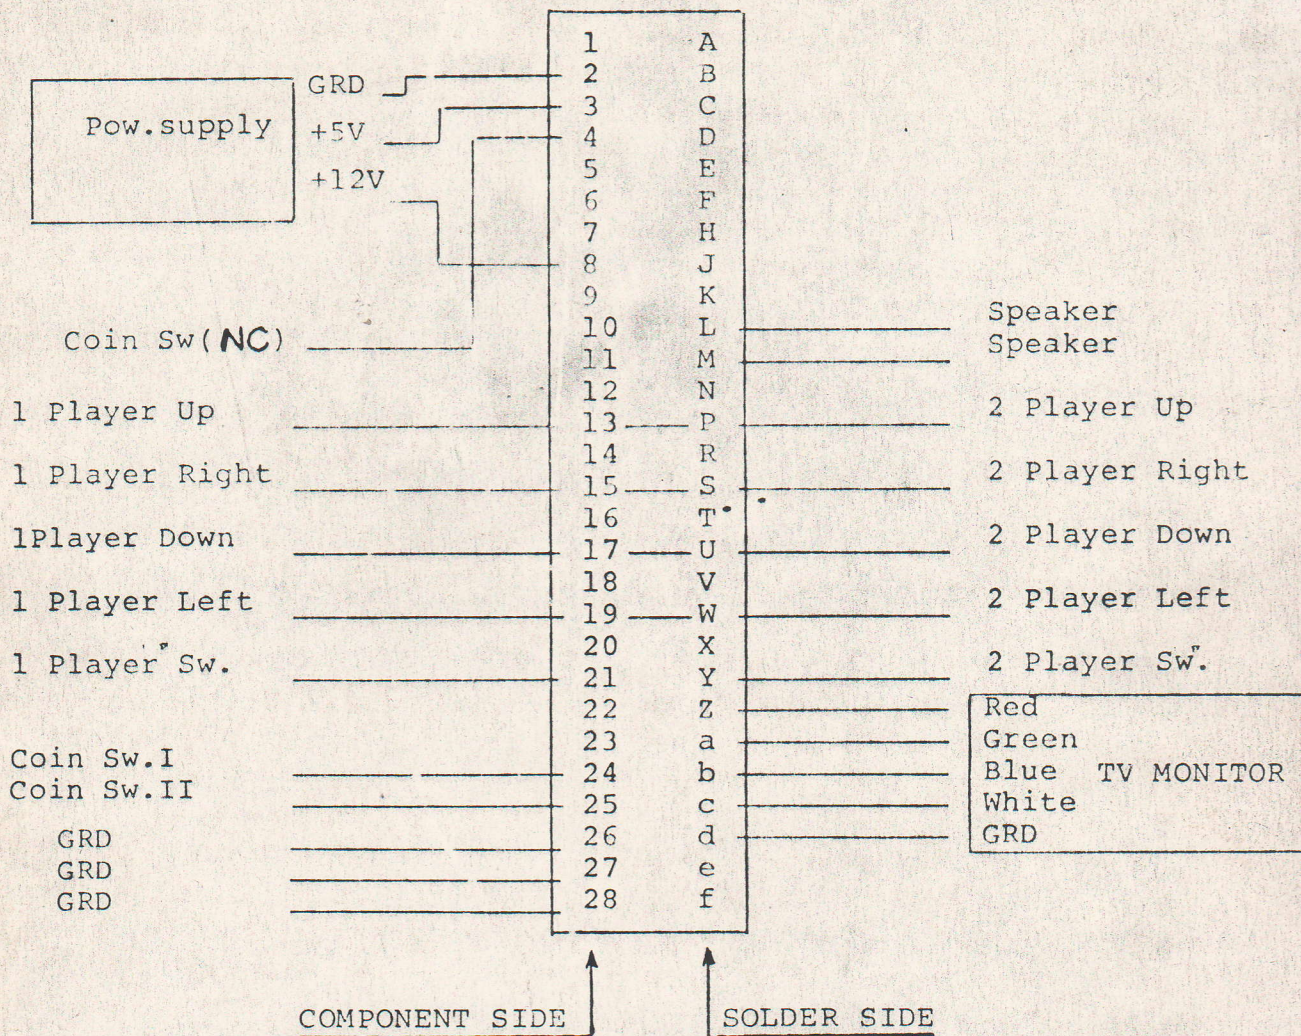 1 A
GRD 2 B
+5V 3 C
Pow.supply
4 D
5 E
+12V
6 F
7 H
8 J
9 K
10 L Speaker
Coin Sw(NC) 11 M Speaker
12 N
1 Player Up 13 P 2 Player Up
14 R
1 Player Right 15 S 2 Player Right
16 T
1Player Down 17 U 2 Player Down
18 V
1 Player Left 19 W 2 Player Left
20 X
1 Player Sw. 21 Y 2 Player Sw.
22 Z Red
23 a Green
Coin Sw.I 24 b Blue TV MONITOR
Coin Sw.II 25 c White
GRD 26 d GRD
GRD 27 e
GRD 28 f
COMPONENT SIDE SOLDER SIDE